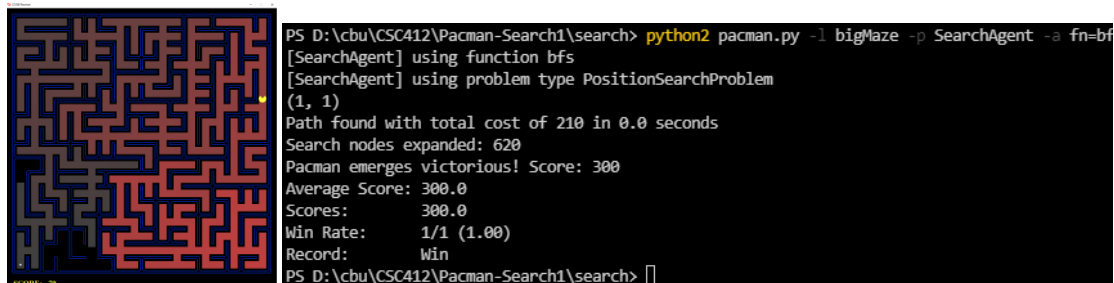 PS D:\cbu\CSC412\Pacman-Search1\search> python2 pacman.py -l bigMaze -p SearchAgent -a fn=bf
[SearchAgent] using function bfs
[SearchAgent] using problem type PositionSearchProblem
(1, 1)
Path found with total cost of 210 in 0.0 seconds
Search nodes expanded: 620
Pacman emerges victorious! Score: 300
Average Score: 300.0
Scores:        300.0
Win Rate:      1/1 (1.00)
Record:        Win
PS D:\cbu\CSC412\Pacman-Search1\search>